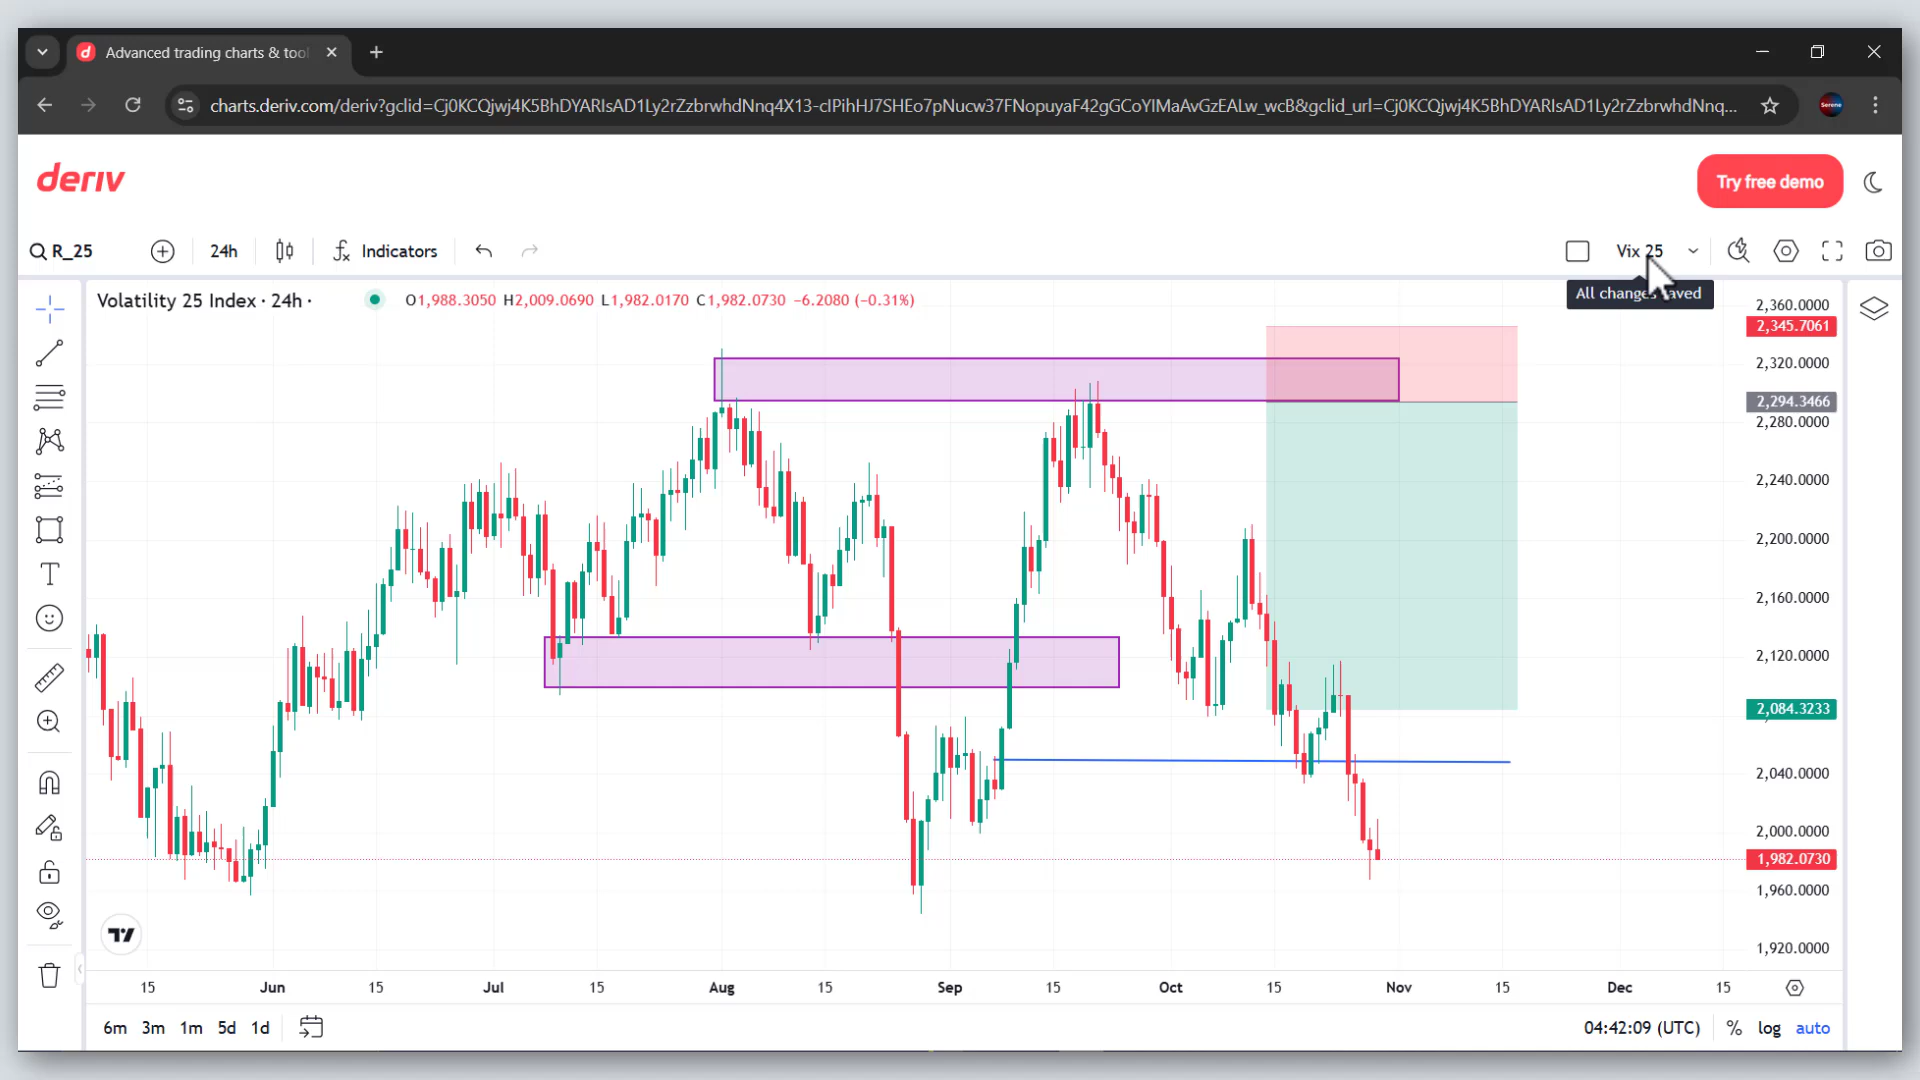 Advanced trading charts & tool
charts.deriv.com/deriv?gclid=Cj0KCQjwj4K5BhDYARIsAD1Ly2rZzbrwhdNnq4X13-cIPihHJ7SHEo7pNucw37FNopuyaF42gGCoYIMaAvGzEALw_wcB&gclid_url=Cj0KCQjwj4K5BhDYARIsAD1Ly2rZzbrwhdNnq...
Serene
deriv
Try free demo
R_25
24h
Indicators
Vix 25
All changes saved
Volatility 25 Index · 24h ·
O1,988.3050 H2,009.0690 L1,982.0170 C1,982.0730 −6.2080 (−0.31%)
2,360.0000
2,345.7061
2,320.0000
2,294.3466
2,280.0000
2,240.0000
2,200.0000
2,160.0000
2,120.0000
2,084.3233
2,040.0000
2,000.0000
1,982.0730
1,960.0000
1,920.0000
15 Jun 15 Jul 15 Aug 15 Sep 15 Oct 15 Nov 15 Dec 15
6m 3m 1m 5d 1d
04:42:09 (UTC) % log auto